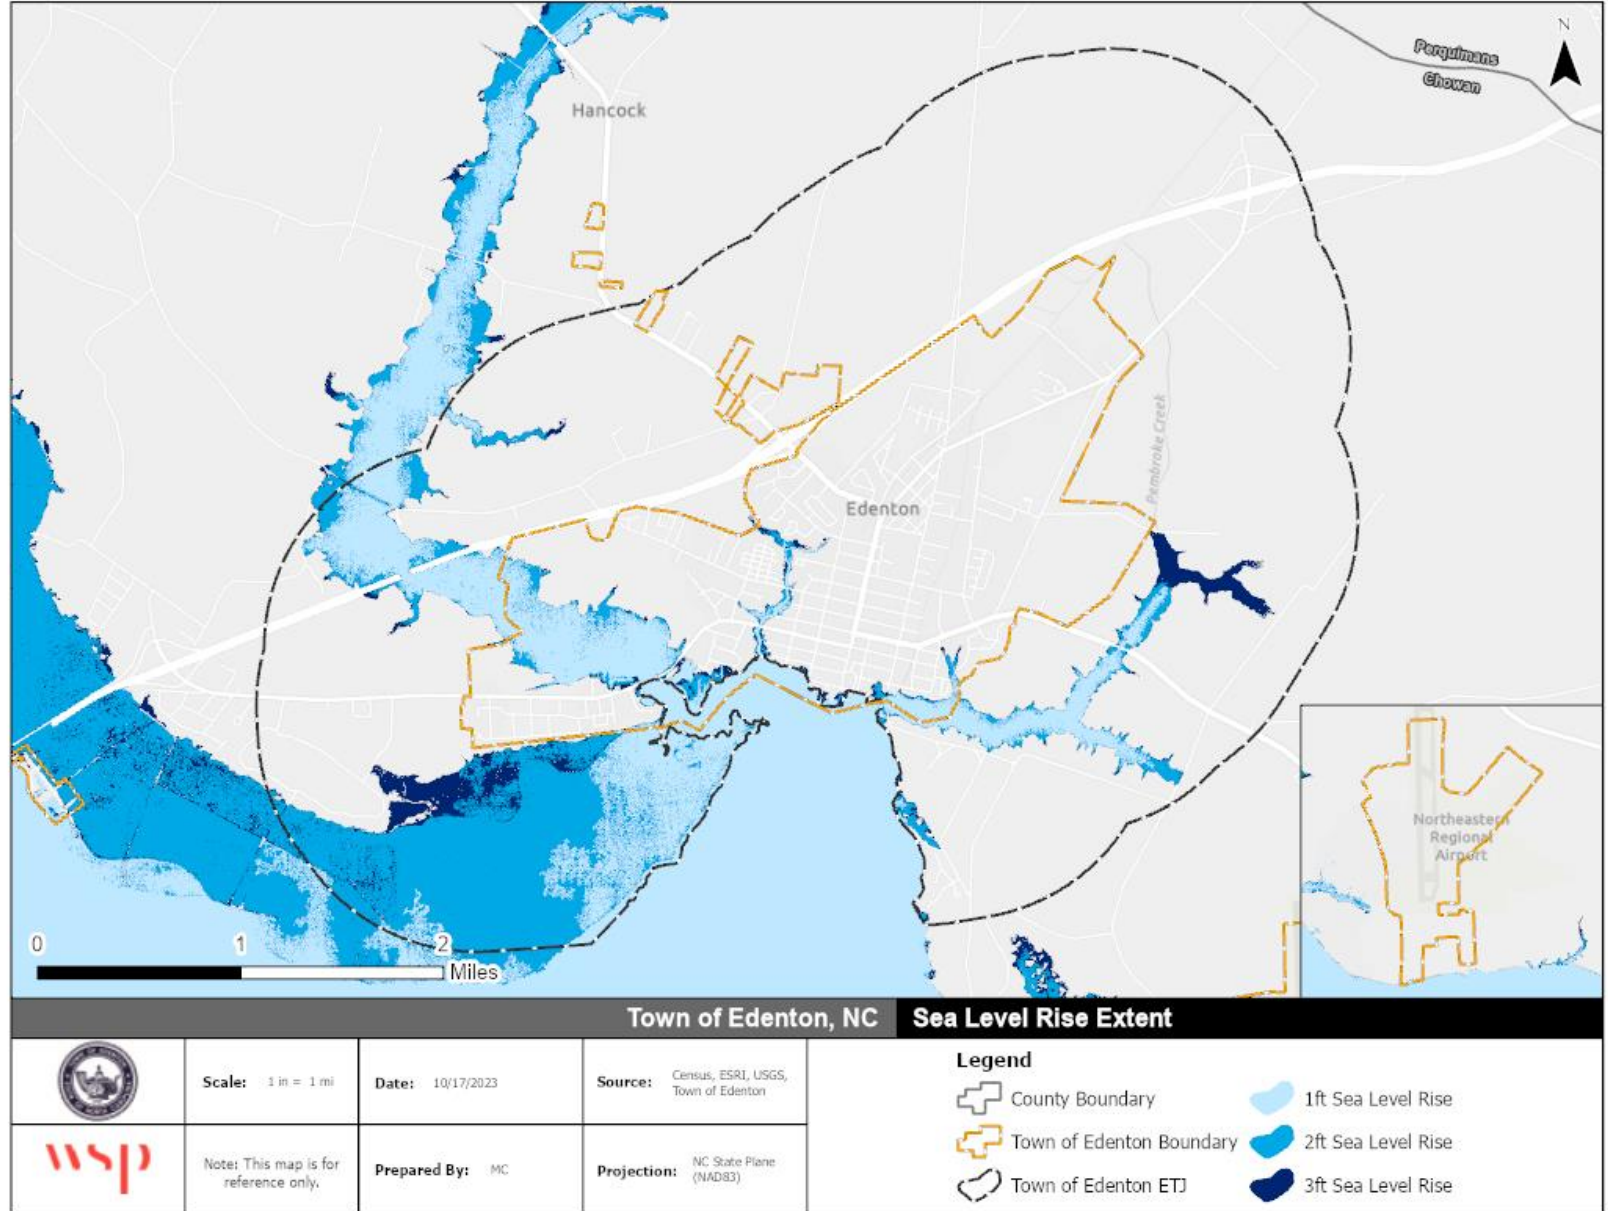 N
Perquimans
Chowan
Hancock
Edenton
Pembroke Creek
Northeastern
Regional
Airport
0 1 2
Miles
Town of Edenton, NC Sea Level Rise Extent
Scale: 1 in = 1 mi
Date: 10/17/2023
Source: Census, ESRI, USGS,
Town of Edenton
wsp
Note: This map is for
reference only.
Prepared By: MC
Projection: NC State Plane
(NAD83)
Legend
County Boundary
Town of Edenton Boundary
Town of Edenton ETJ
1ft Sea Level Rise
2ft Sea Level Rise
3ft Sea Level Rise